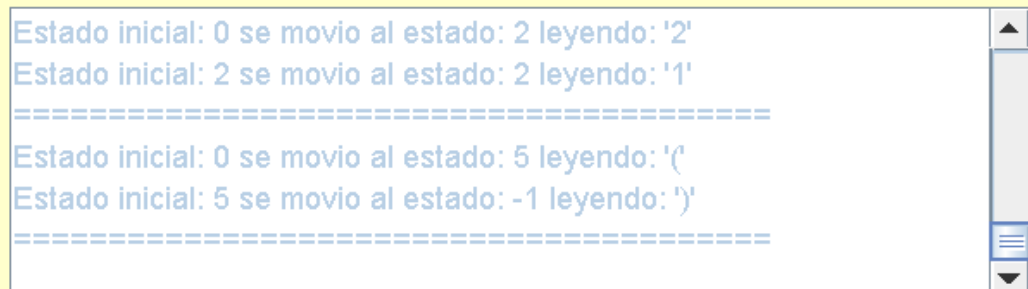 Estado inicial: 0 se movio al estado: 2 leyendo: '2'
Estado inicial: 2 se movio al estado: 2 leyendo: '1'
========================================
Estado inicial: 0 se movio al estado: 5 leyendo: '('
Estado inicial: 5 se movio al estado: -1 leyendo: ')'
========================================